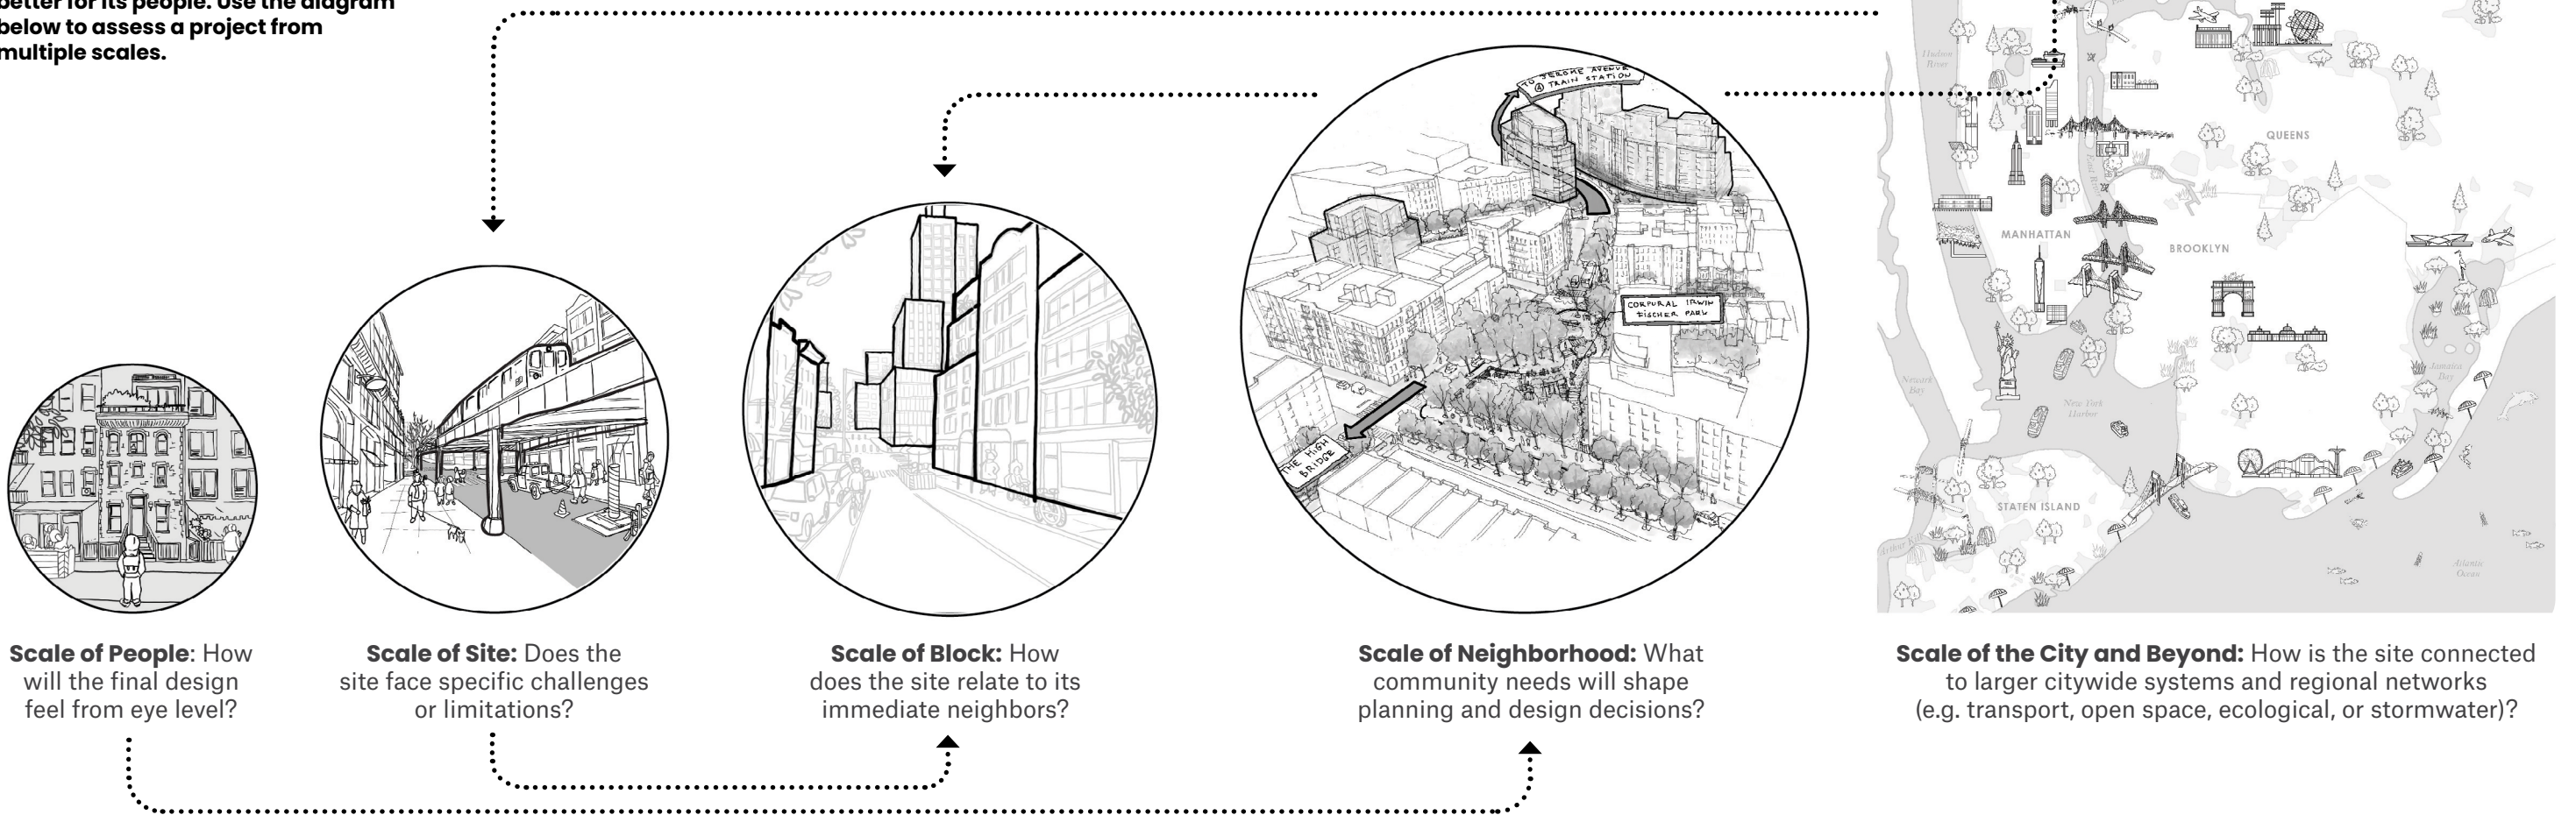 better for its people. Use the diagram
below to assess a project from
multiple scales.
TO JEROME AVENUE
④ TRAIN STATION
CORPORAL IRWIN
FISCHER PARK
THE HIGH
BRIDGE
Hudson
River
East River
QUEENS
MANHATTAN
BROOKLYN
Jamaica
Bay
Newark
Bay
New York
Harbor
STATEN ISLAND
Arthur Kill
Atlantic
Ocean
Scale of People: How
will the final design
feel from eye level?
Scale of Site: Does the
site face specific challenges
or limitations?
Scale of Block: How
does the site relate to its
immediate neighbors?
Scale of Neighborhood: What
community needs will shape
planning and design decisions?
Scale of the City and Beyond: How is the site connected
to larger citywide systems and regional networks
(e.g. transport, open space, ecological, or stormwater)?